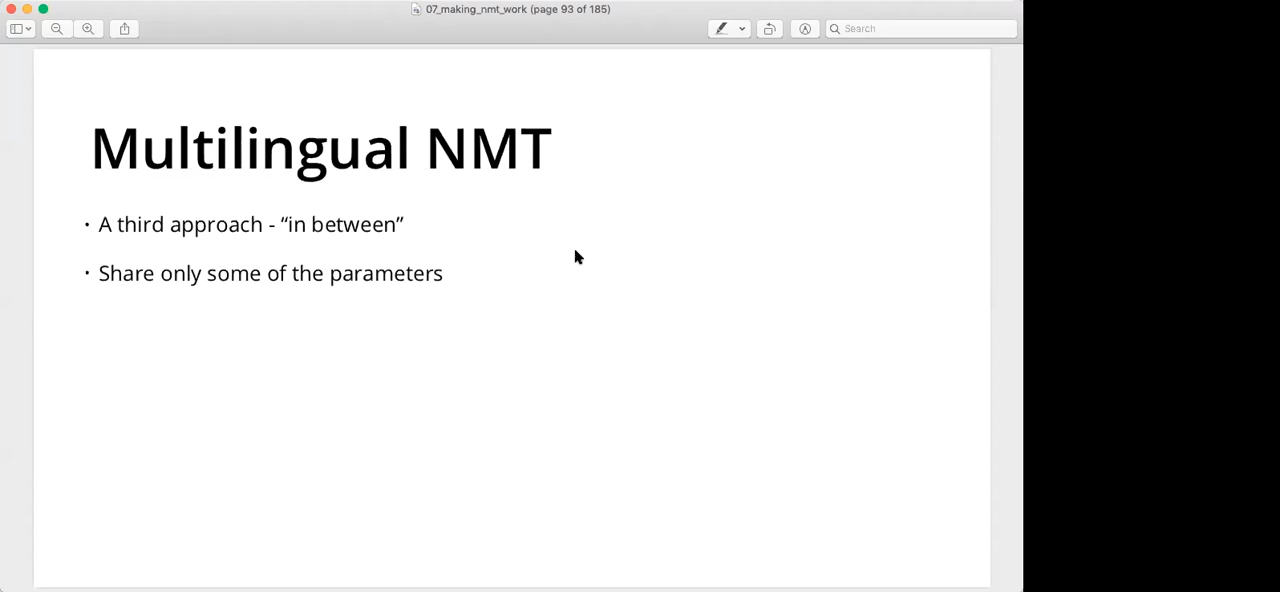 07_making_nmt_work (page 93 of 185)
Search
Multilingual NMT
• A third approach - “in between”
• Share only some of the parameters